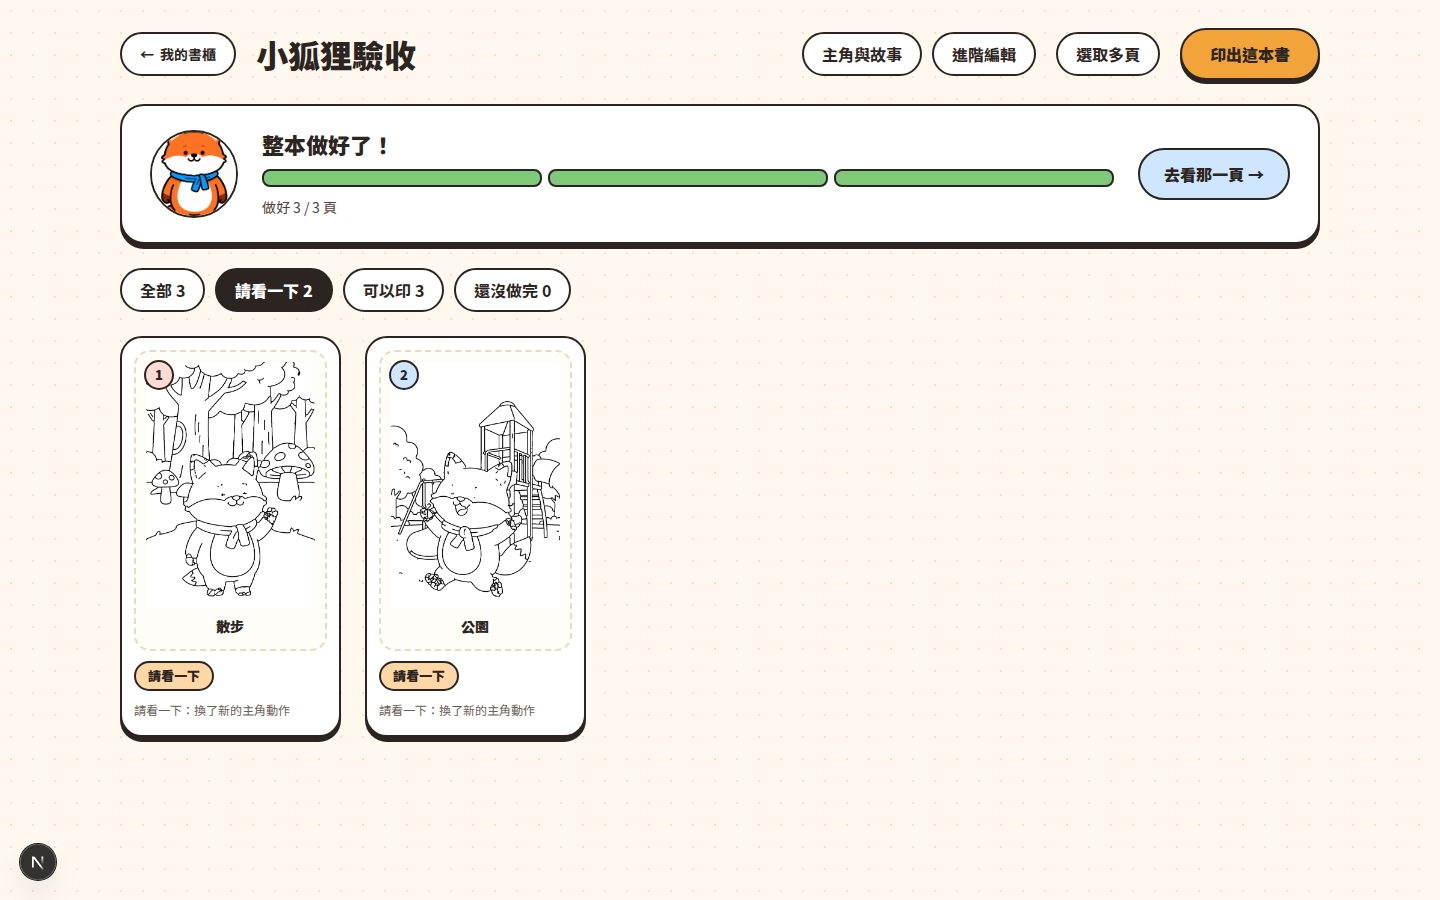 ← 我的書櫃
小狐狸驗收
主角與故事
進階編輯
選取多頁
印出這本書
整本做好了！
做好 3 / 3 頁
去看那一頁 →
全部 3
請看一下 2
可以印 3
還沒做完 0
1
散步
請看一下
請看一下：換了新的主角動作
2
公園
請看一下
請看一下：換了新的主角動作
N